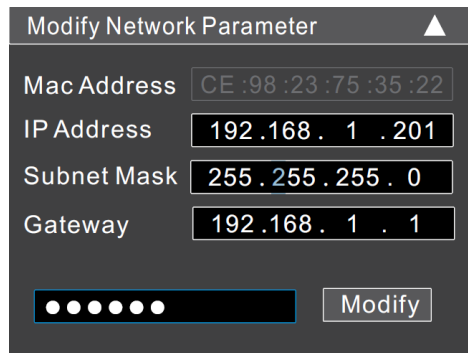 Modify Network Parameter ▲
Mac Address CE:98:23:75:35:22
IP Address 192.168. 1 .201
Subnet Mask 255.255.255. 0
Gateway 192.168. 1 . 1
●●●●●● Modify